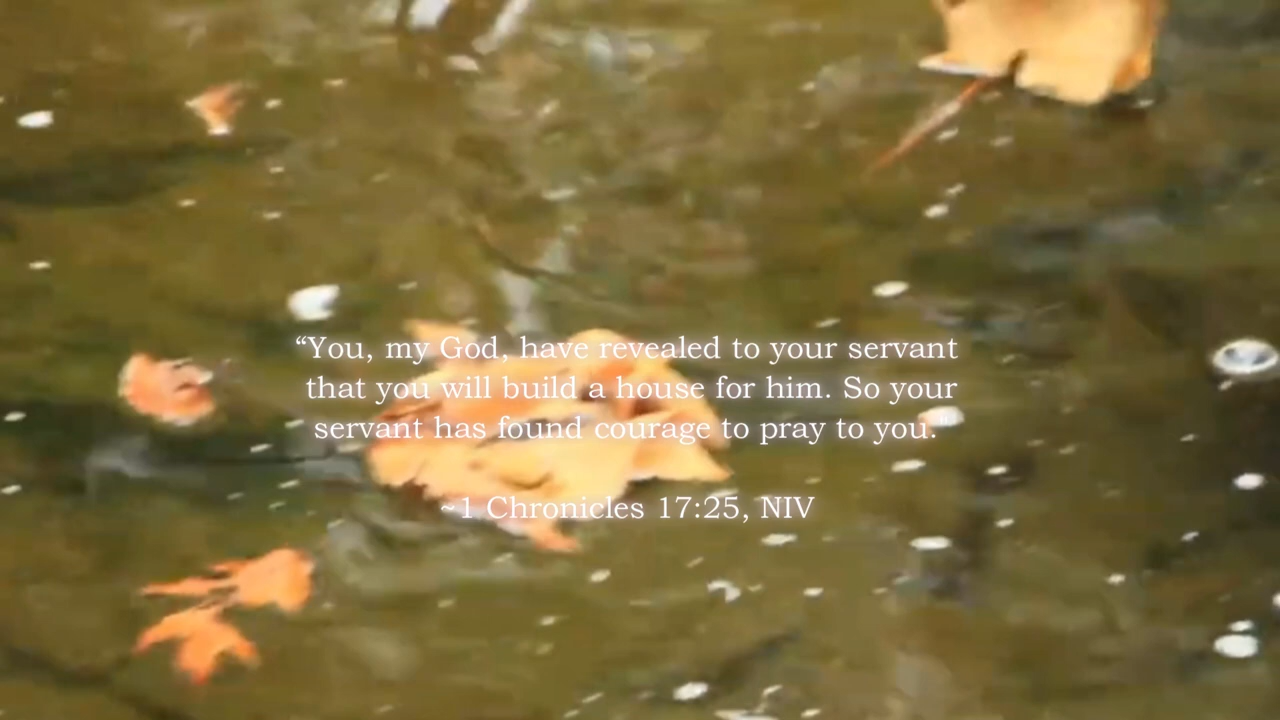 “You, my God, have revealed to your servant
that you will build a house for him. So your
servant has found courage to pray to you.”
~1 Chronicles 17:25, NIV